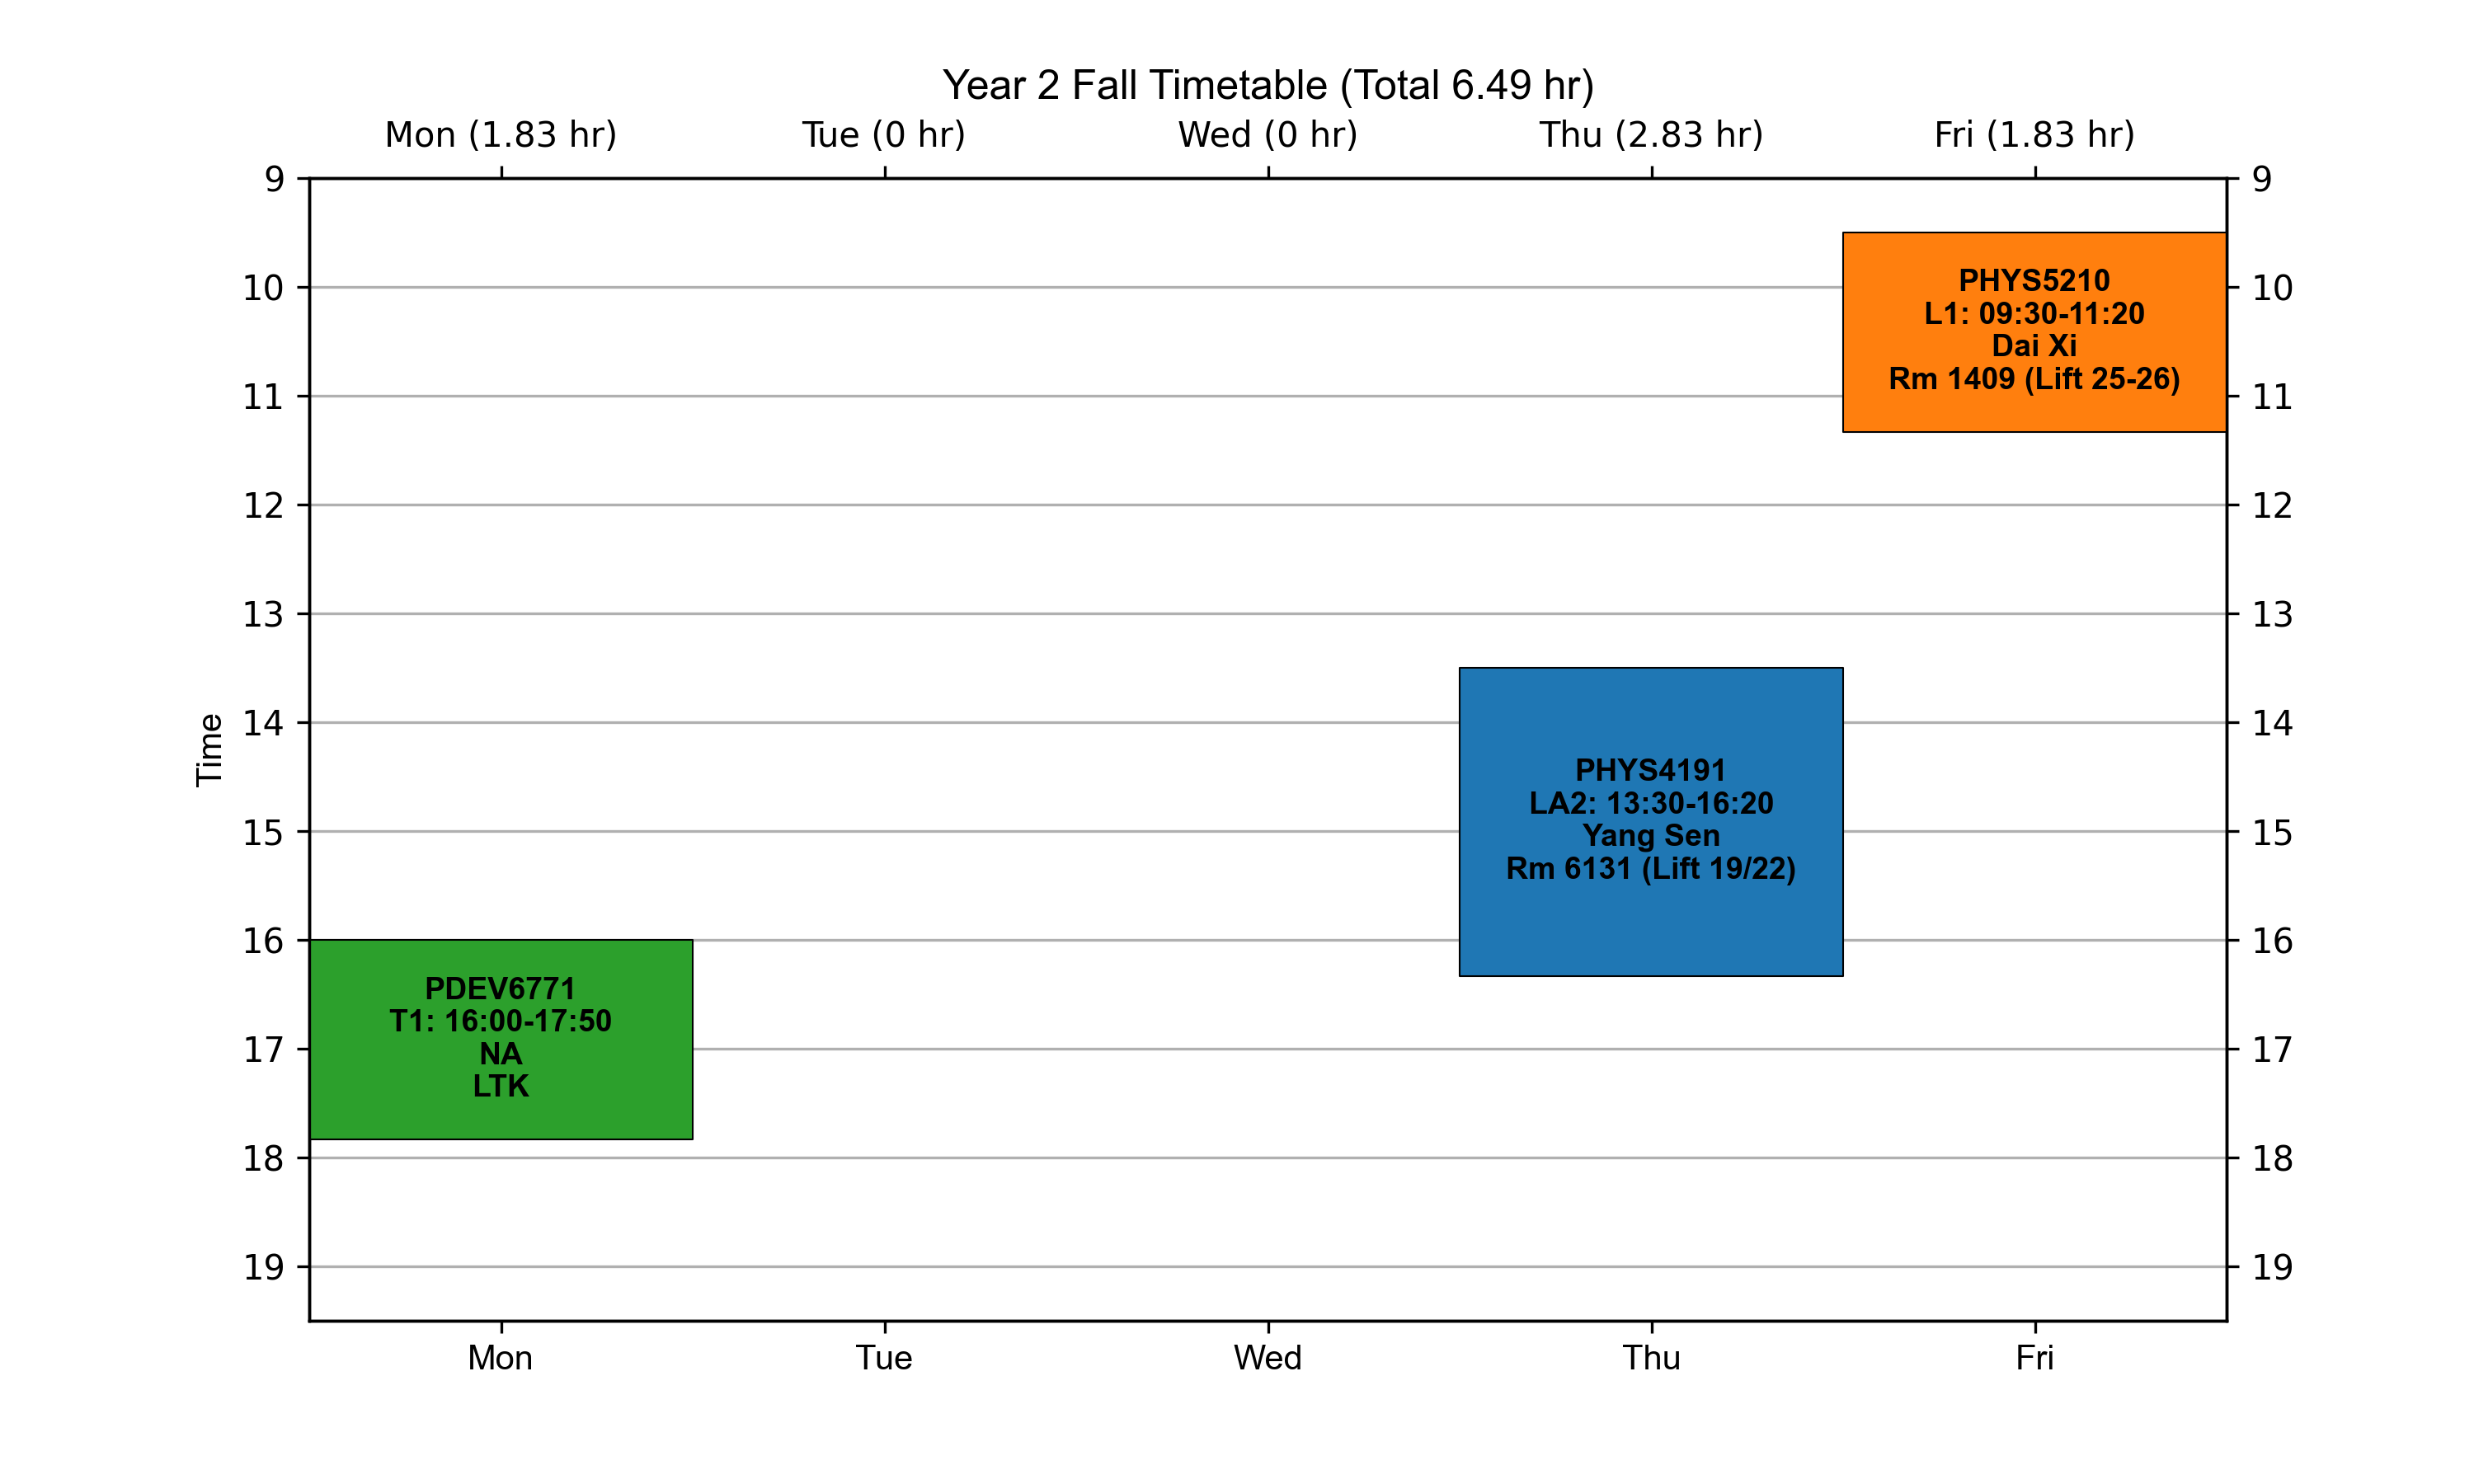 Year 2 Fall Timetable (Total 6.49 hr)
Mon (1.83 hr) Tue (0 hr) Wed (0 hr) Thu (2.83 hr) Fri (1.83 hr)
9 9
PHYS5210
10 10
L1: 09:30-11:20
Dai Xi
Rm 1409 (Lift 25-26)
11 11
12 12
13 13
14 14
Time
PHYS4191
LA2: 13:30-16:20
15 15
Yang Sen
Rm 6131 (Lift 19/22)
16 16
PDEV6771
T1: 16:00-17:50
17 17
NA
LTK
18 18
19 19
Mon Tue Wed Thu Fri